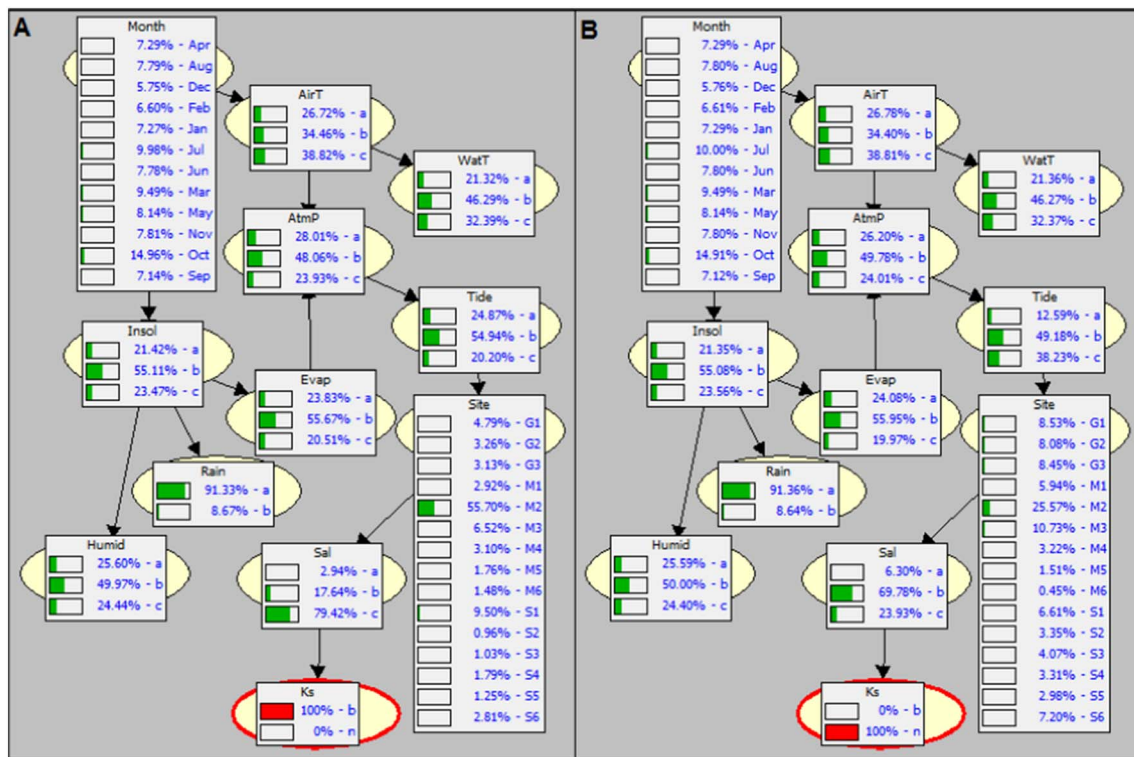 A
Month
7.29% - Apr
7.79% - Aug
5.75% - Dec
6.60% - Feb
7.27% - Jan
9.98% - Jul
7.78% - Jun
9.49% - Mar
8.14% - May
7.81% - Nov
14.96% - Oct
7.14% - Sep
AirT
26.72% - a
34.46% - b
38.82% - c
WatT
21.32% - a
46.29% - b
32.39% - c
AtmP
28.01% - a
48.06% - b
23.93% - c
Tide
24.87% - a
54.94% - b
20.20% - c
Insol
21.42% - a
55.11% - b
23.47% - c
Evap
23.83% - a
55.67% - b
20.51% - c
Site
4.79% - G1
3.26% - G2
3.13% - G3
2.92% - M1
55.70% - M2
6.52% - M3
3.10% - M4
1.76% - M5
1.48% - M6
9.50% - S1
0.96% - S2
1.03% - S3
1.79% - S4
1.25% - S5
2.81% - S6
Rain
91.33% - a
8.67% - b
Humid
25.60% - a
49.97% - b
24.44% - c
Sal
2.94% - a
17.64% - b
79.42% - c
Ks
100% - b
0% - n
B
Month
7.29% - Apr
7.80% - Aug
5.76% - Dec
6.61% - Feb
7.29% - Jan
10.00% - Jul
7.80% - Jun
9.49% - Mar
8.14% - May
7.80% - Nov
14.91% - Oct
7.12% - Sep
AirT
26.78% - a
34.40% - b
38.81% - c
WatT
21.36% - a
46.27% - b
32.37% - c
AtmP
26.20% - a
49.78% - b
24.01% - c
Tide
12.59% - a
49.18% - b
38.23% - c
Insol
21.35% - a
55.08% - b
23.56% - c
Evap
24.08% - a
55.95% - b
19.97% - c
Site
8.53% - G1
8.08% - G2
8.45% - G3
5.94% - M1
25.57% - M2
10.73% - M3
3.22% - M4
1.51% - M5
0.45% - M6
6.61% - S1
3.35% - S2
4.07% - S3
3.31% - S4
2.98% - S5
7.20% - S6
Rain
91.36% - a
8.64% - b
Humid
25.59% - a
50.00% - b
24.40% - c
Sal
6.30% - a
69.78% - b
23.93% - c
Ks
0% - b
100% - n